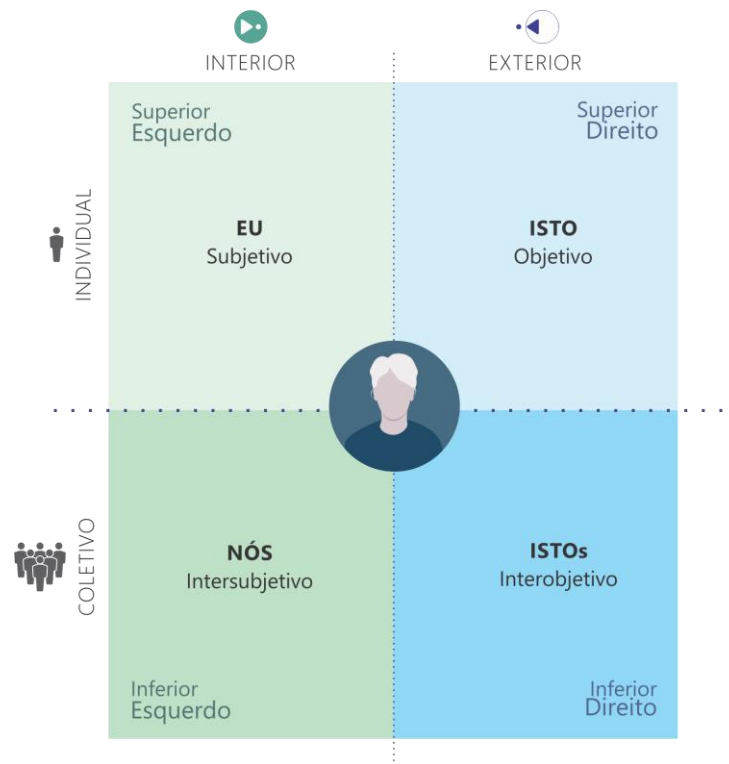 INTERIOR
EXTERIOR
Superior
Esquerdo
Superior
Direito
INDIVIDUAL
EU
Subjetivo
ISTO
Objetivo
COLETIVO
NÓS
Intersubjetivo
ISTOs
Interobjetivo
Inferior
Esquerdo
Inferior
Direito